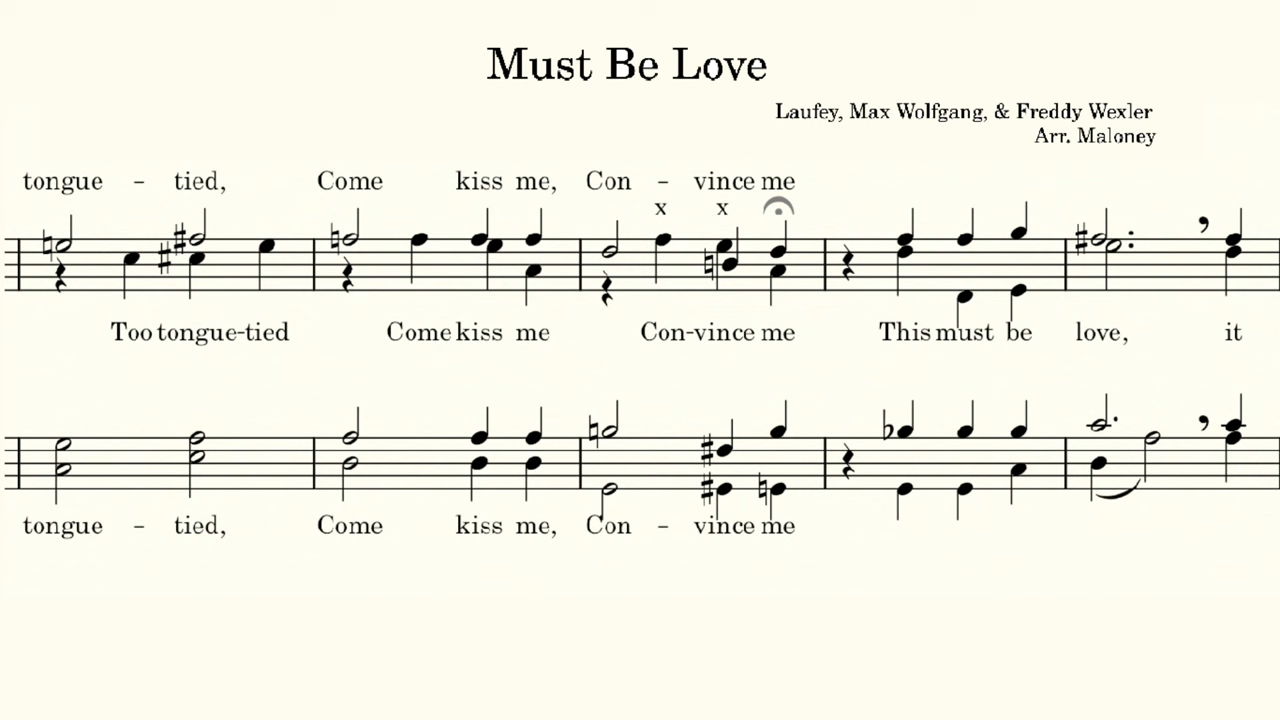 Must Be Love
Laufey, Max Wolfgang, & Freddy Wexler
Arr. Maloney
tongue - tied, Come kiss me, Con - vince me
x x
Too tongue-tied Come kiss me Con-vince me This must be love, it
tongue - tied, Come kiss me, Con - vince me